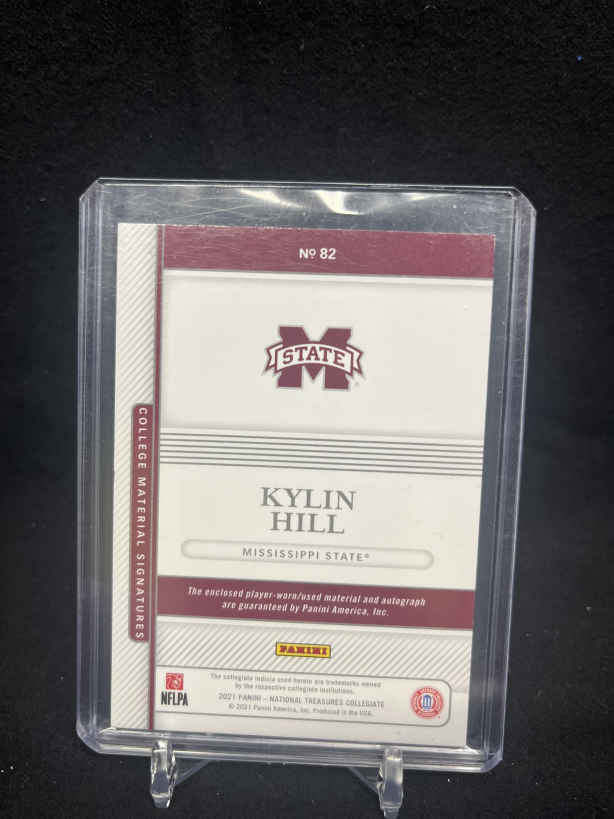 Nº 82
M
STATE
COLLEGE MATERIAL SIGNATURES
KYLIN
HILL
MISSISSIPPI STATE®
The enclosed player-worn/used material and autograph
are guaranteed by Panini America, Inc.
PANINI
The collegiate indicia used herein are trademarks owned
by the respective collegiate institutions.
2021 PANINI – NATIONAL TREASURES COLLEGIATE
© 2021 Panini America, Inc. Produced in the USA.
NFLPA